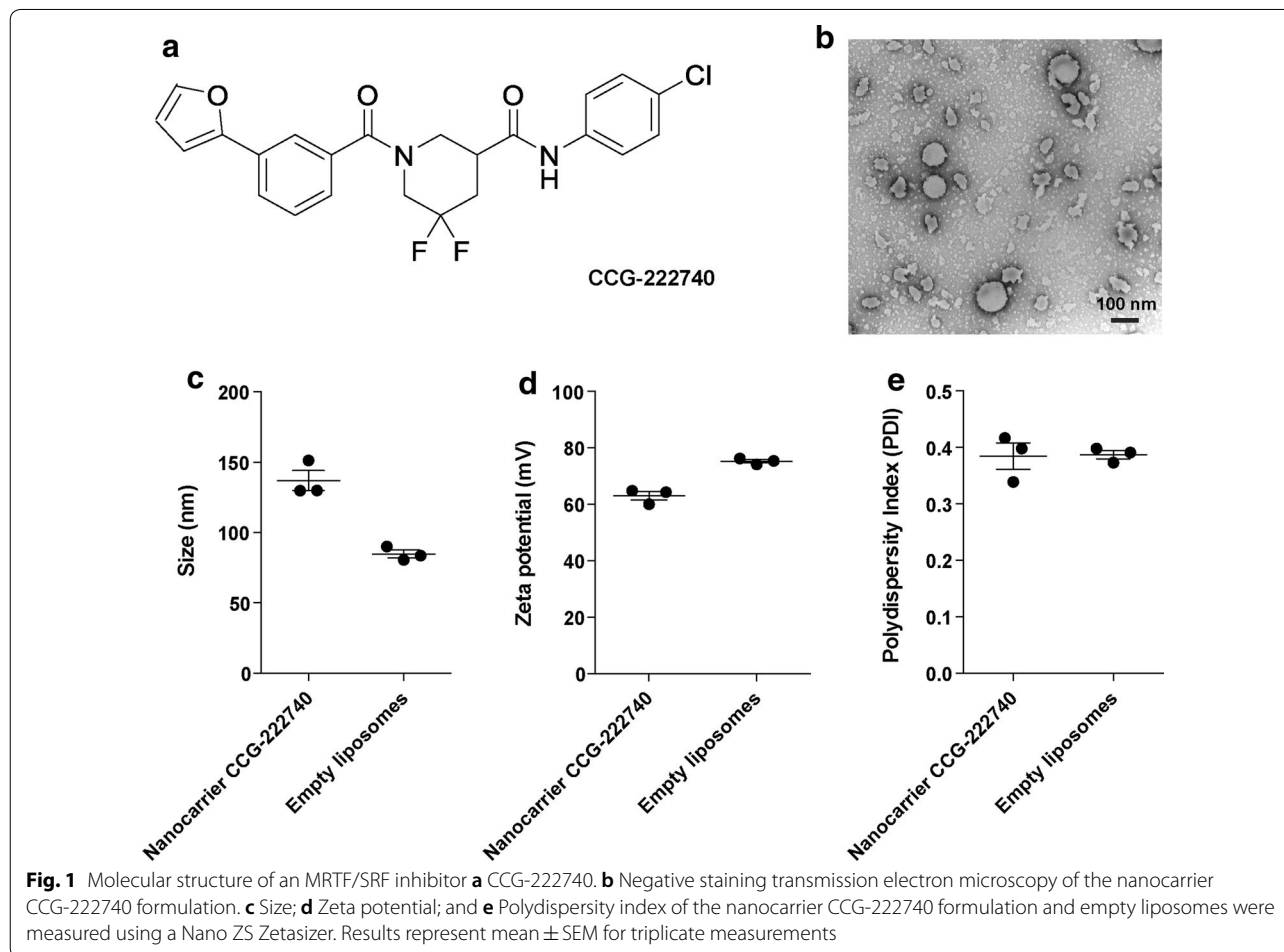 a
O
O
O
N
N
H
Cl
F
F
CCG-222740
b
100 nm
c
200
150
100
50
0
Size (nm)
Nanocarrier CCG-222740
Empty liposomes
d
100
80
60
40
20
0
Zeta potential (mV)
Nanocarrier CCG-222740
Empty liposomes
e
0.5
0.4
0.3
0.2
0.1
0.0
Polydispersity Index (PDI)
Nanocarrier CCG-222740
Empty liposomes
Fig. 1 Molecular structure of an MRTF/SRF inhibitor a CCG-222740. b Negative staining transmission electron microscopy of the nanocarrier
CCG-222740 formulation. c Size; d Zeta potential; and e Polydispersity index of the nanocarrier CCG-222740 formulation and empty liposomes were
measured using a Nano ZS Zetasizer. Results represent mean ± SEM for triplicate measurements